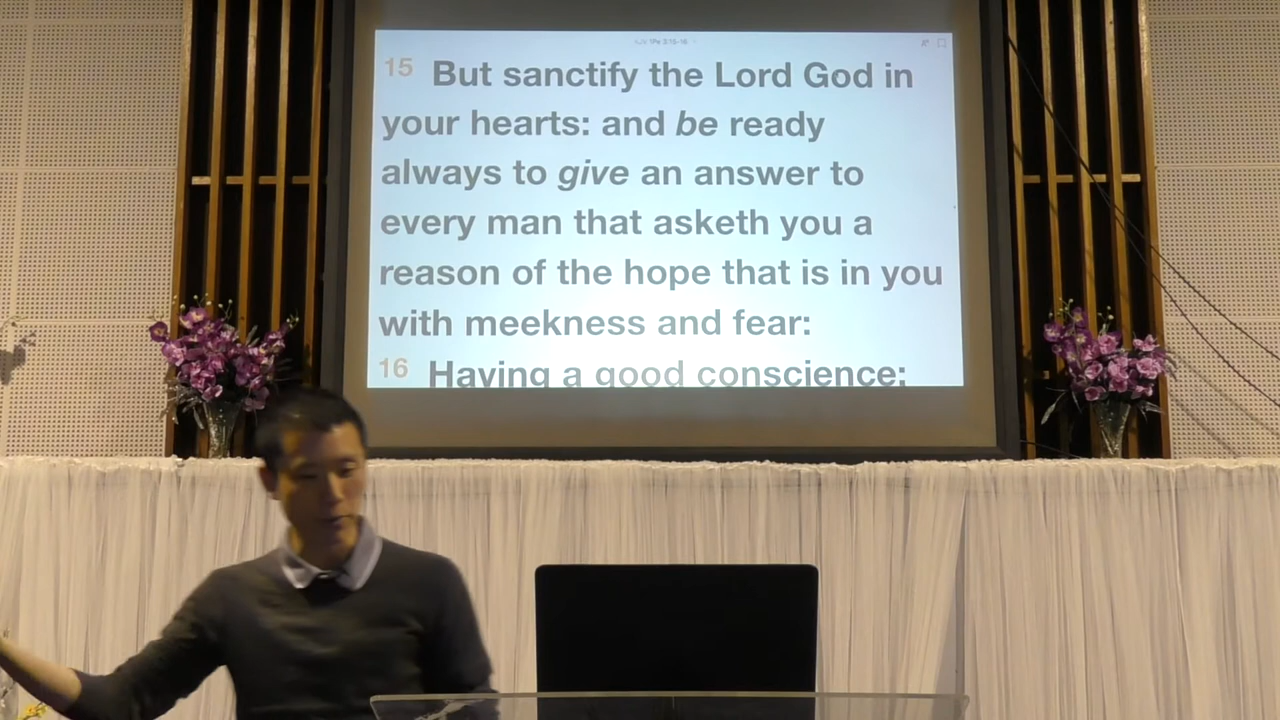 15 But sanctify the Lord God in
your hearts: and be ready
always to give an answer to
every man that asketh you a
reason of the hope that is in you
with meekness and fear:
16 Having a good conscience;